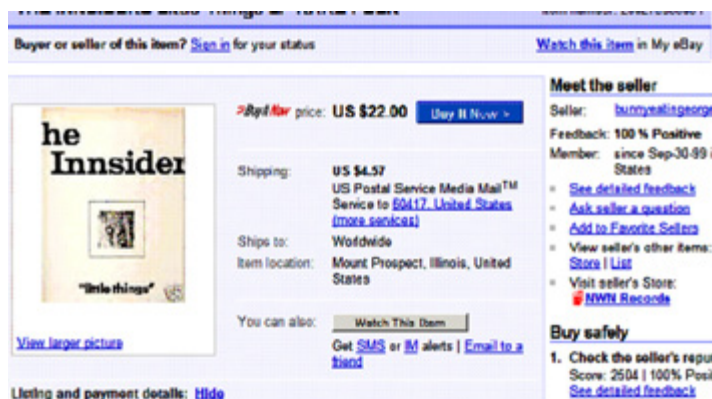 Buyer or seller of this item? Sign in for your status
Watch this item in My eBay
he
Innsider
"little things"
View larger picture
Buy It Now price: US $22.00
Buy It Now >
Shipping: US $4.57
US Postal Service Media Mail™
Service to 60417, United States
(more services)
Ships to: Worldwide
Item location: Mount Prospect, Illinois, United
States
You can also: Watch This Item
Get SMS or IM alerts | Email to a
friend
Listing and payment details: Hide
Meet the seller
Seller: bunnyeatingeorge
Feedback: 100 % Positive
Member: since Sep-30-99 i
States
See detailed feedback
Ask seller a question
Add to Favorite Sellers
View seller's other items:
Store | List
Visit seller's Store:
NWN Records
Buy safely
1. Check the seller's repu
Score: 2504 | 100% Posi
See detailed feedback